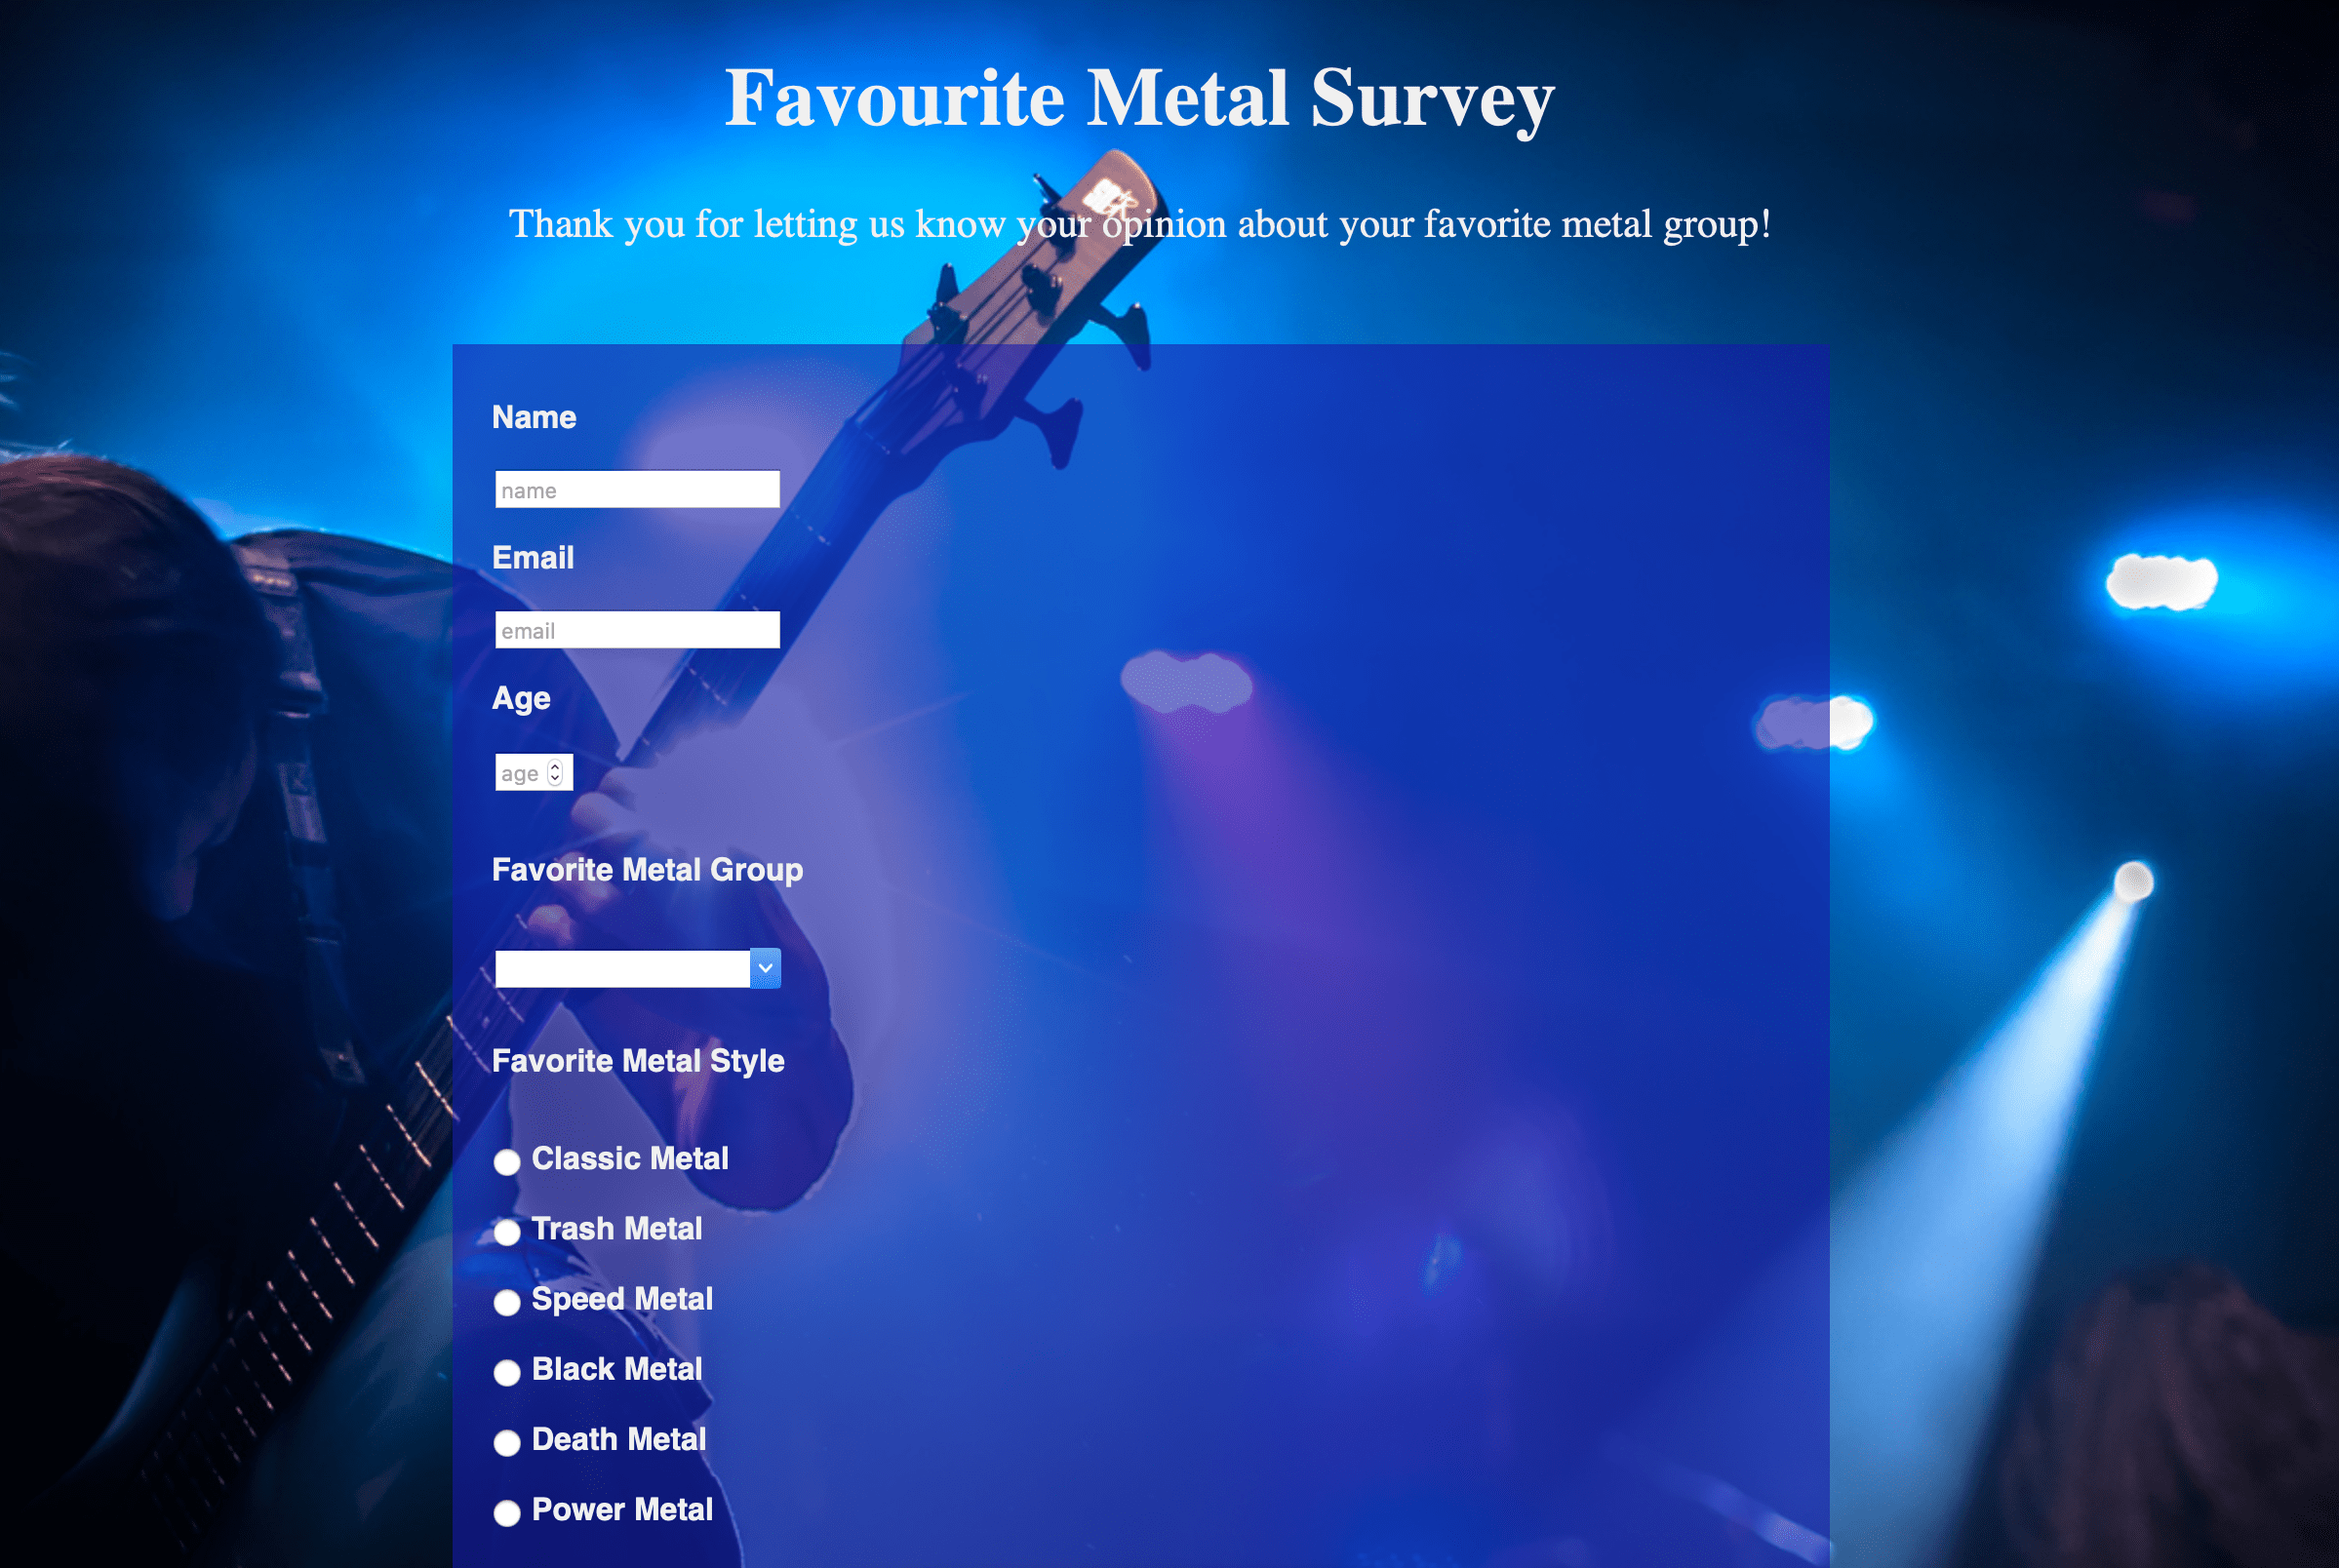 Favourite Metal Survey
Thank you for letting us know your opinion about your favorite metal group!
Name
name
Email
email
Age
age
Favorite Metal Group
Favorite Metal Style
Classic Metal
Trash Metal
Speed Metal
Black Metal
Death Metal
Power Metal